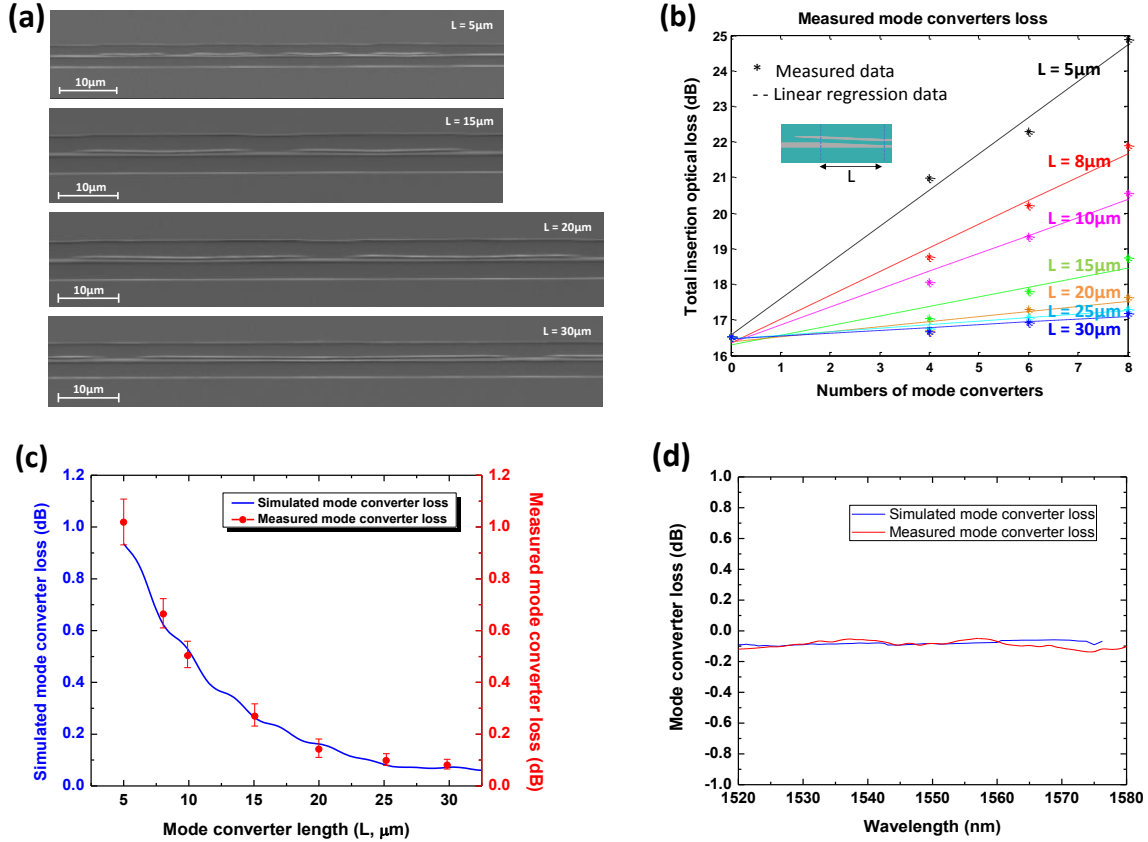 (a)
L = 5μm
10μm
L = 15μm
10μm
L = 20μm
10μm
L = 30μm
10μm
(b)
Measured mode converters loss
Total insertion optical loss (dB)
25
24
23
22
21
20
19
18
17
16
* Measured data
- - Linear regression data
L
L = 5μm
L = 8μm
L = 10μm
L = 15μm
L = 20μm
L = 25μm
L = 30μm
0 1 2 3 4 5 6 7 8
Numbers of mode converters
(c)
Simulated mode converter loss (dB)
1.2
1.0
0.8
0.6
0.4
0.2
0.0
Simulated mode converter loss
Measured mode converter loss
1.2
1.0
0.8
0.6
0.4
0.2
0.0
Measured mode converter loss (dB)
5 10 15 20 25 30
Mode converter length (L, μm)
(d)
Mode converter loss (dB)
1.0
0.8
0.6
0.4
0.2
0.0
-0.2
-0.4
-0.6
-0.8
-1.0
Simulated mode converter loss
Measured mode converter loss
1520 1530 1540 1550 1560 1570 1580
Wavelength (nm)